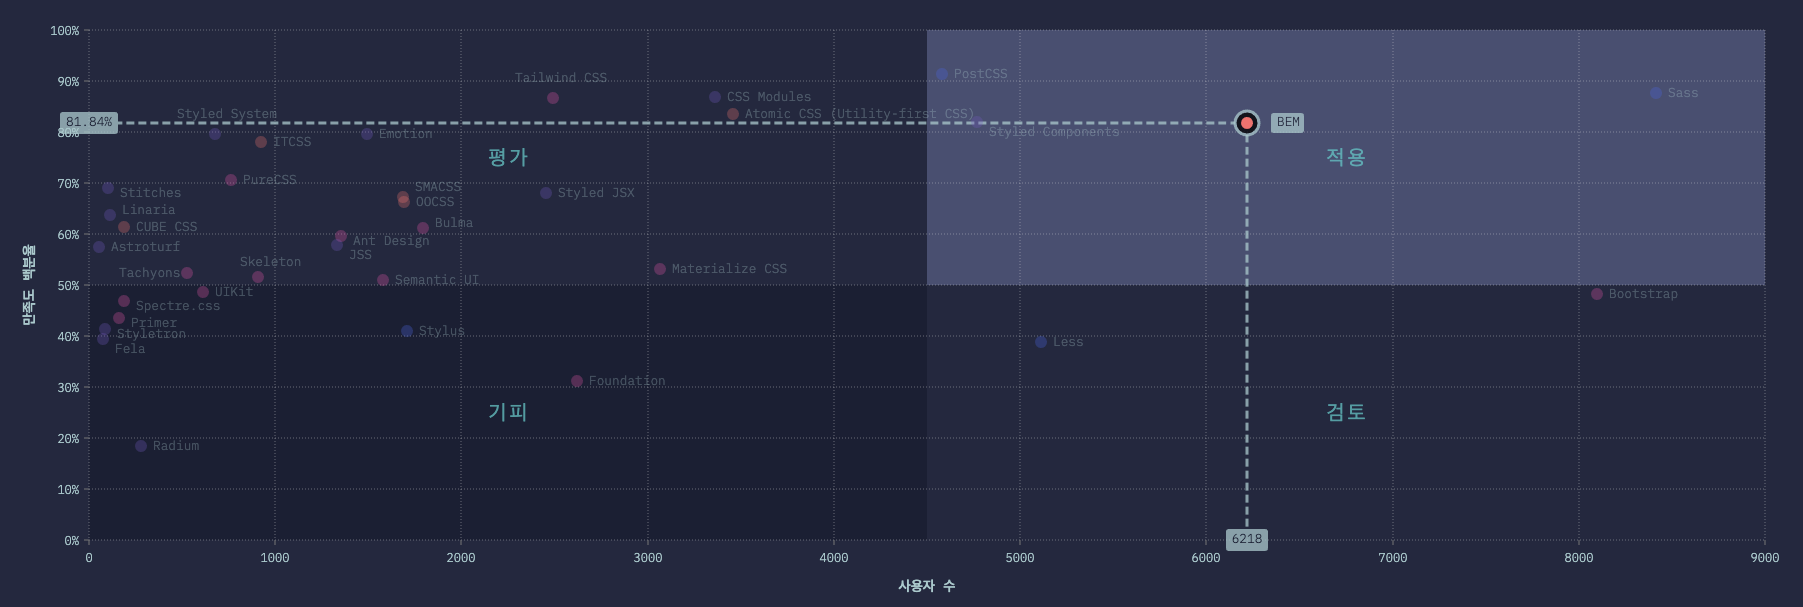 100%
90%
81.84%
80%
70%
60%
50%
40%
30%
20%
10%
0%
만족도 백분율
Tailwind CSS
PostCSS
Sass
CSS Modules
Styled System
Atomic CSS (Utility-first CSS)
BEM
Styled Components
Emotion
ITCSS
평가
적용
PureCSS
SMACSS
Stitches
Styled JSX
OOCSS
Linaria
Bulma
CUBE CSS
Ant Design
Astroturf
JSS
Skeleton
Materialize CSS
Tachyons
Semantic UI
UIKit
Bootstrap
Spectre.css
Primer
Stylus
Styletron
Less
Fela
Foundation
기피
검토
Radium
6218
0
1000
2000
3000
4000
5000
6000
7000
8000
9000
사용자 수